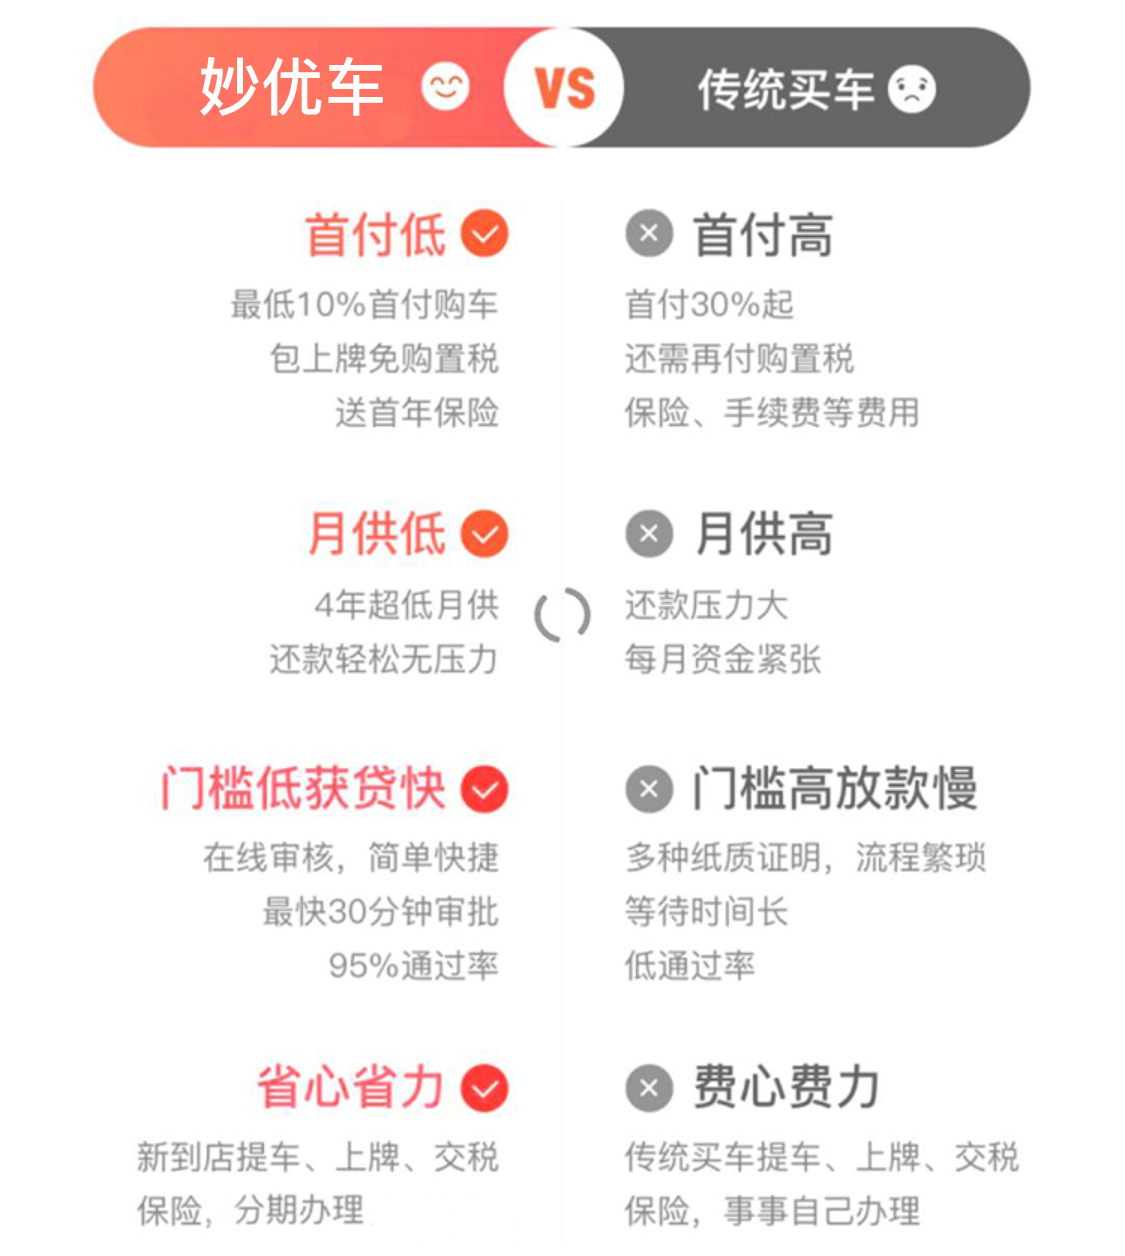 妙优车
VS
传统买车
首付低
最低10%首付购车
包上牌免购置税
送首年保险
首付高
首付30%起
还需再付购置税
保险、手续费等费用
月供低
4年超低月供
还款轻松无压力
月供高
还款压力大
每月资金紧张
门槛低获贷快
在线审核，简单快捷
最快30分钟审批
95%通过率
门槛高放款慢
多种纸质证明，流程繁琐
等待时间长
低通过率
省心省力
新到店提车、上牌、交税
保险，分期办理
费心费力
传统买车提车、上牌、交税
保险，事事自己办理